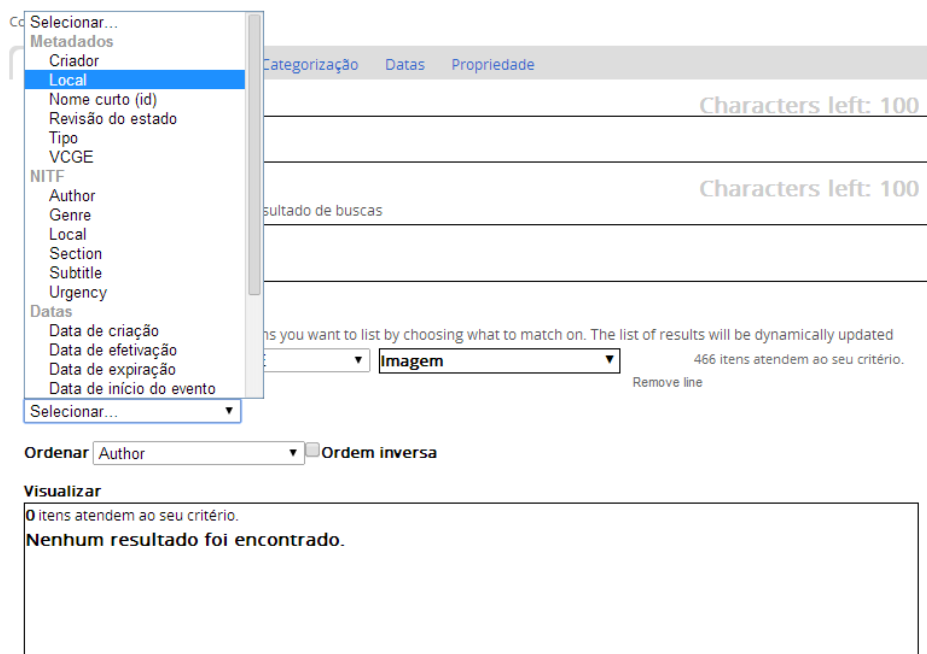 Co
Selecionar...
Metadados
Criador
Local
Nome curto (id)
Revisão do estado
Tipo
VCGE
NITF
Author
Genre
Local
Section
Subtitle
Urgency
Datas
Data de criação
Data de efetivação
Data de expiração
Data de início do evento
Categorização Datas Propriedade
Characters left: 100
Characters left: 100
sultado de buscas
ns you want to list by choosing what to match on. The list of results will be dynamically updated
Imagem 466 itens atendem ao seu critério.
Remove line
Selecionar...
Ordenar Author Ordem inversa
Visualizar
0 itens atendem ao seu critério.
Nenhum resultado foi encontrado.